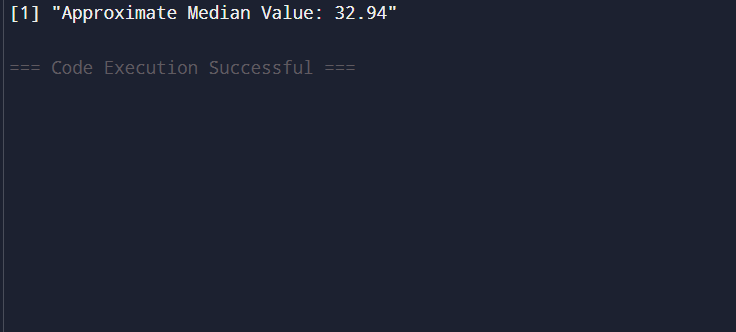 [1] "Approximate Median Value: 32.94"
=== Code Execution Successful ===